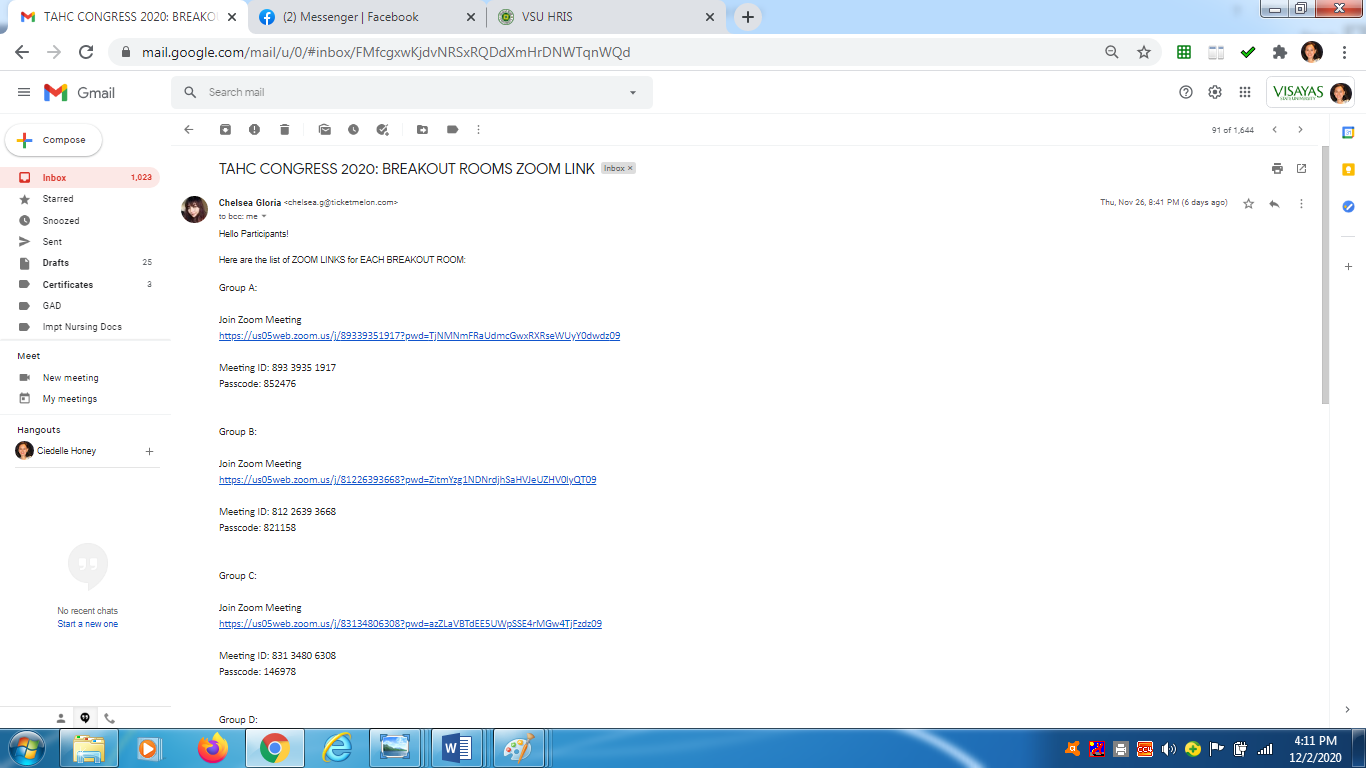 TAHC CONGRESS 2020: BREAKO
(2) Messenger | Facebook
VSU HRIS
mail.google.com/mail/u/0/#inbox/FMfcgxwKjdvNRSxRQDdXmHrDNWTqnWQd
Gmail
Search mail
VISAYAS
STATE UNIVERSITY
Compose
91 of 1,644
Inbox 1,023
Starred
Snoozed
Sent
Drafts 25
Certificates 3
GAD
Impt Nursing Docs
Meet
New meeting
My meetings
Hangouts
Ciedelle Honey
No recent chats
Start a new one
TAHC CONGRESS 2020: BREAKOUT ROOMS ZOOM LINK Inbox x
Chelsea Gloria <chelsea.g@ticketmelon.com>
Thu, Nov 26, 8:41 PM (6 days ago)
to bcc: me
Hello Participants!
Here are the list of ZOOM LINKS for EACH BREAKOUT ROOM:
Group A:
Join Zoom Meeting
https://us05web.zoom.us/j/89339351917?pwd=TjNMNmFRaUdmcGwxRXRseWUyY0dwdz09
Meeting ID: 893 3935 1917
Passcode: 852476
Group B:
Join Zoom Meeting
https://us05web.zoom.us/j/81226393668?pwd=ZitmYzg1NDNrdjhSaHVJeUZHV0lyQT09
Meeting ID: 812 2639 3668
Passcode: 821158
Group C:
Join Zoom Meeting
https://us05web.zoom.us/j/83134806308?pwd=azZLaVBTdEE5UWpSSE4rMGw4TjFzdz09
Meeting ID: 831 3480 6308
Passcode: 146978
Group D:
4:11 PM
12/2/2020